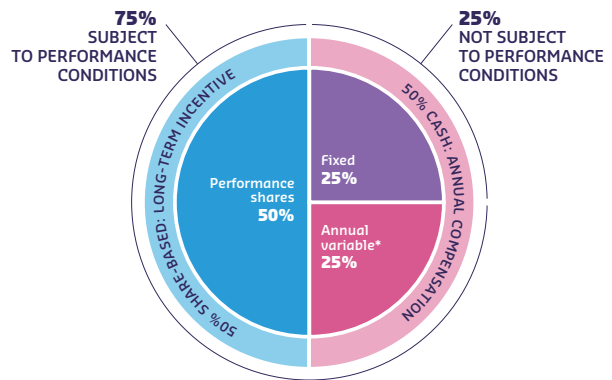 75%
SUBJECT
TO PERFORMANCE
CONDITIONS
25%
NOT SUBJECT
TO PERFORMANCE
CONDITIONS
50% SHARE-BASED: LONG-TERM INCENTIVE
Performance
shares
50%
Fixed
25%
Annual
variable*
25%
50% CASH: ANNUAL COMPENSATION